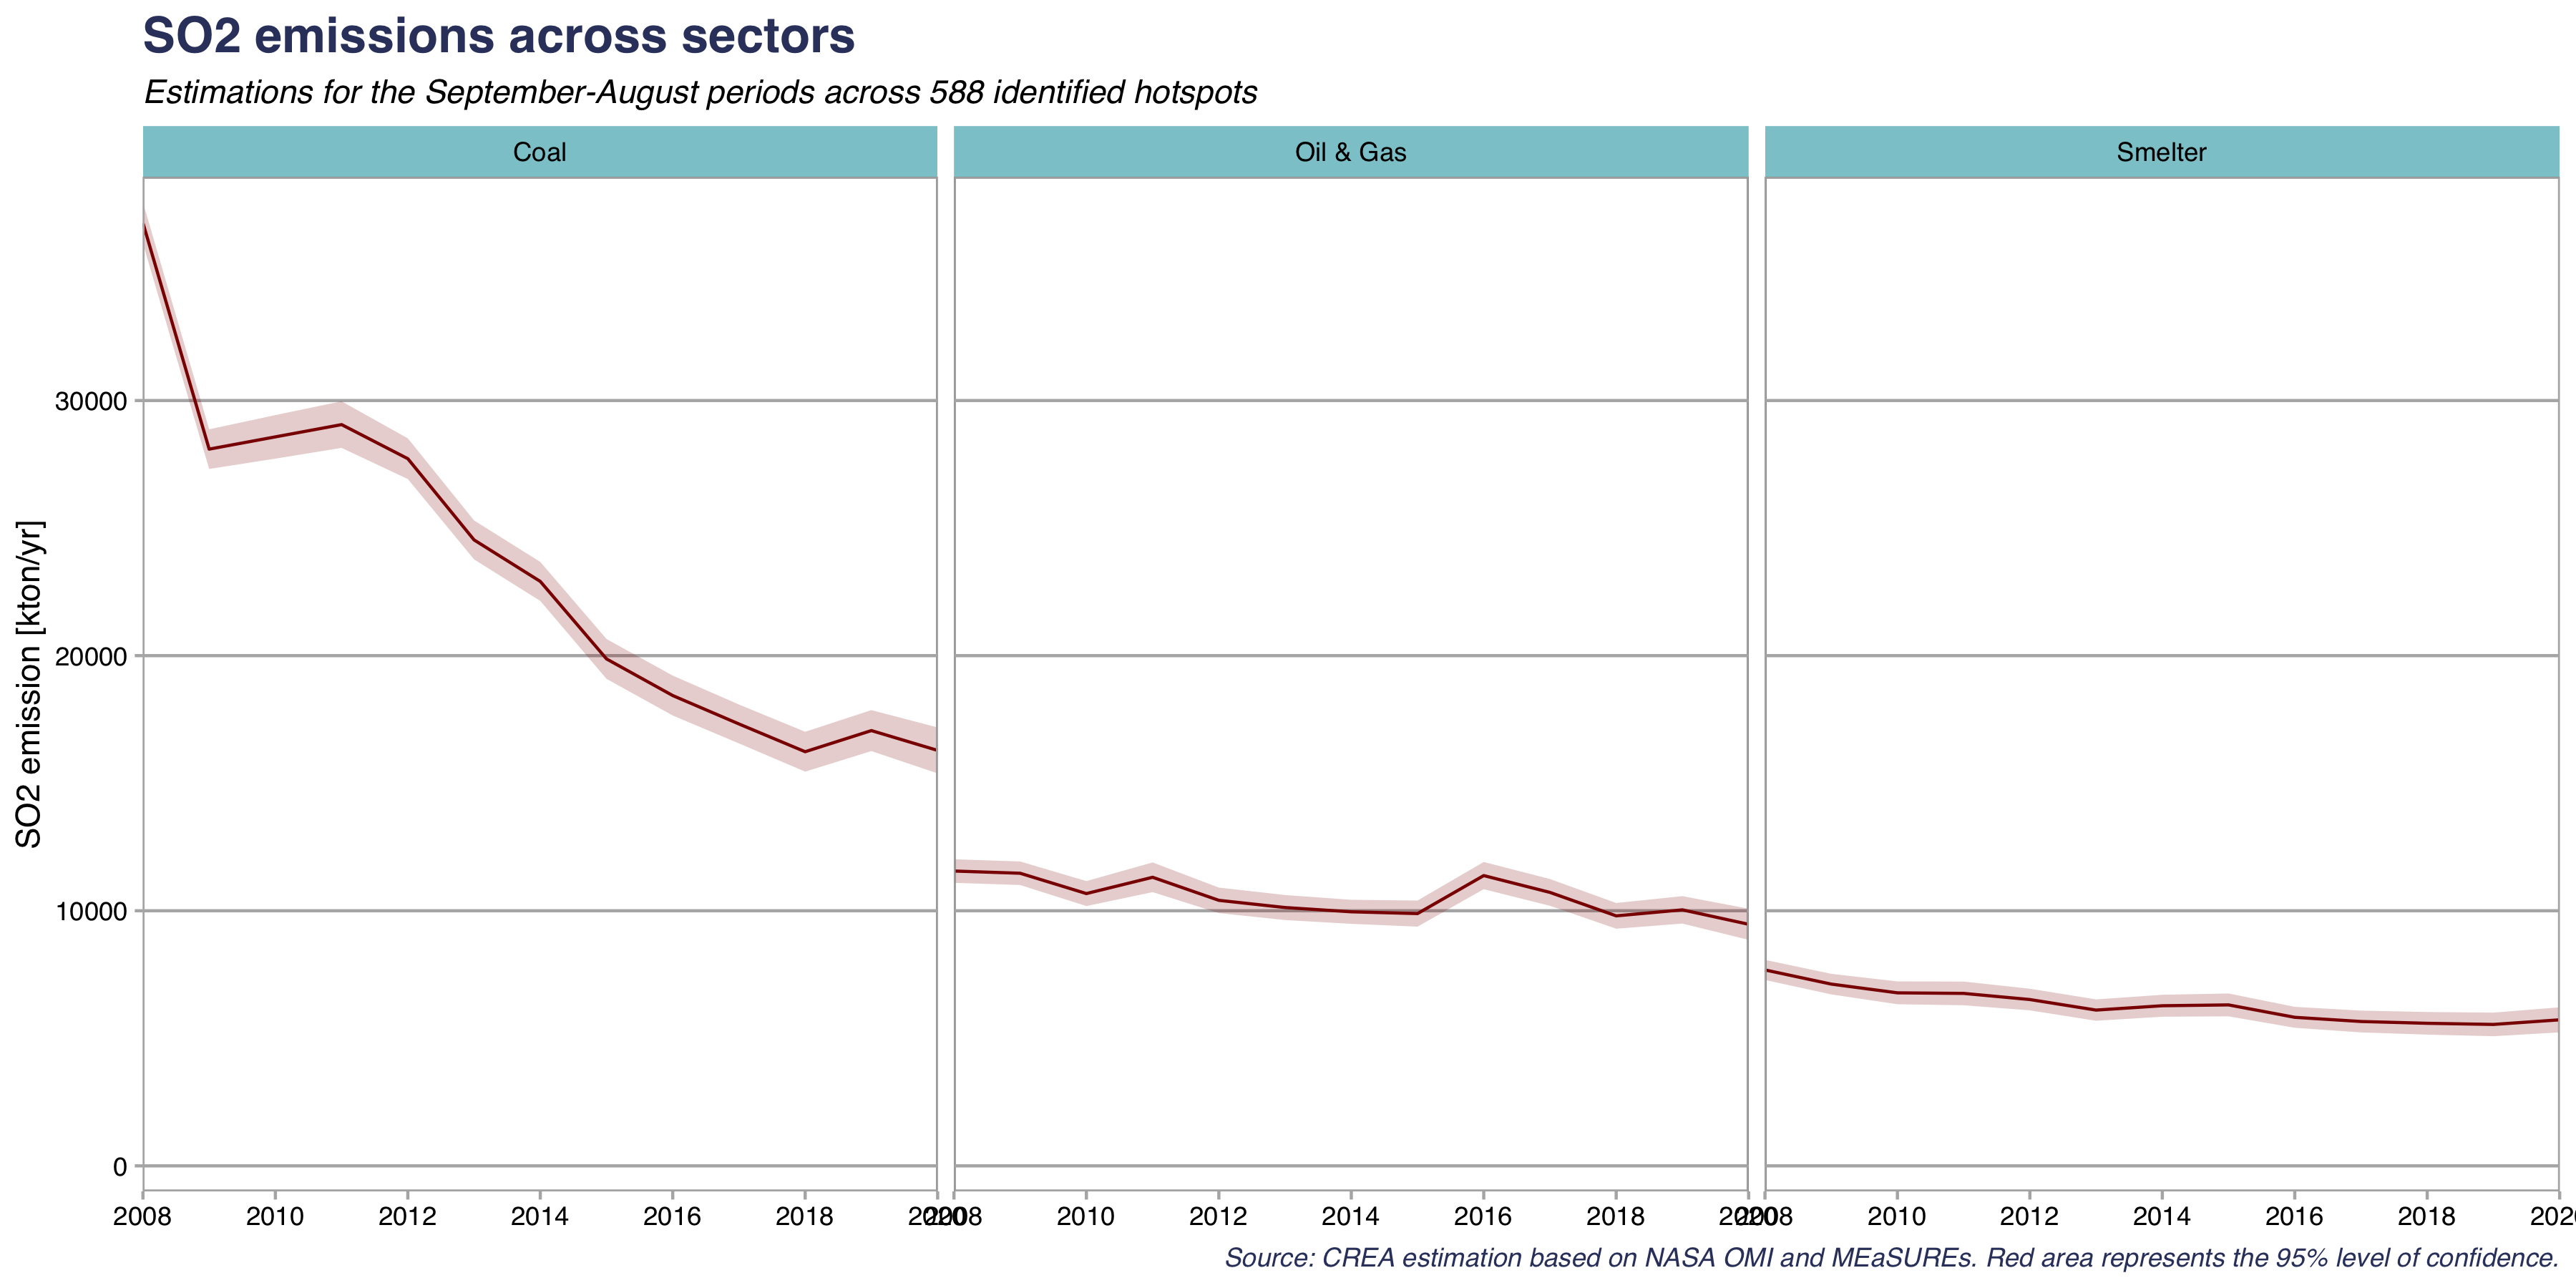 SO2 emissions across sectors
Estimations for the September-August periods across 588 identified hotspots
Coal
Oil & Gas
Smelter
SO2 emission [kton/yr]
30000
20000
10000
0
2008 2010 2012 2014 2016 2018 2020
2008 2010 2012 2014 2016 2018 2020
2008 2010 2012 2014 2016 2018 202
Source: CREA estimation based on NASA OMI and MEaSUREs. Red area represents the 95% level of confidence.